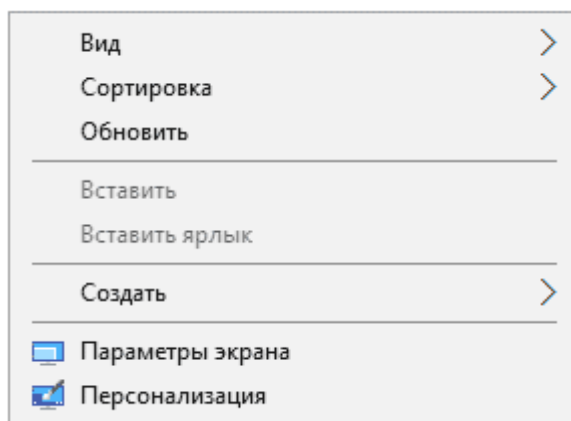 Вид
Сортировка
Обновить
Вставить
Вставить ярлык
Создать
Параметры экрана
Персонализация